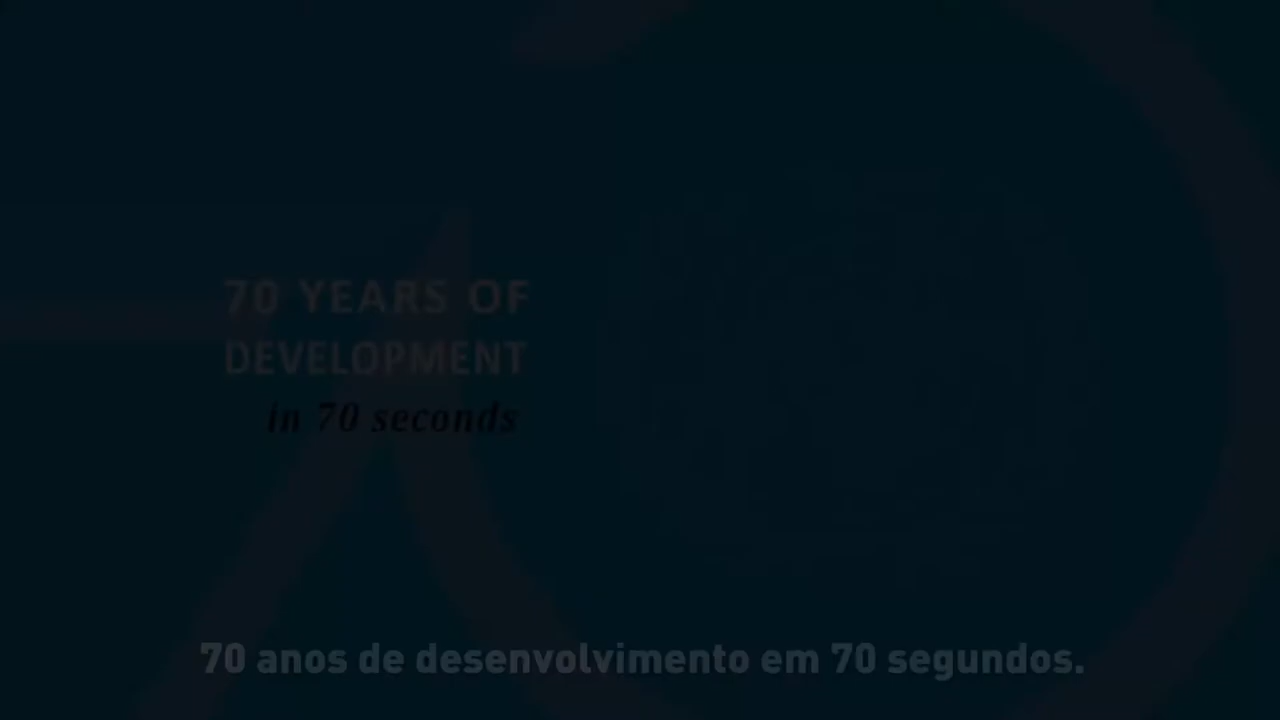 70 YEARS OF
DEVELOPMENT
in 70 seconds
70 anos de desenvolvimento em 70 segundos.